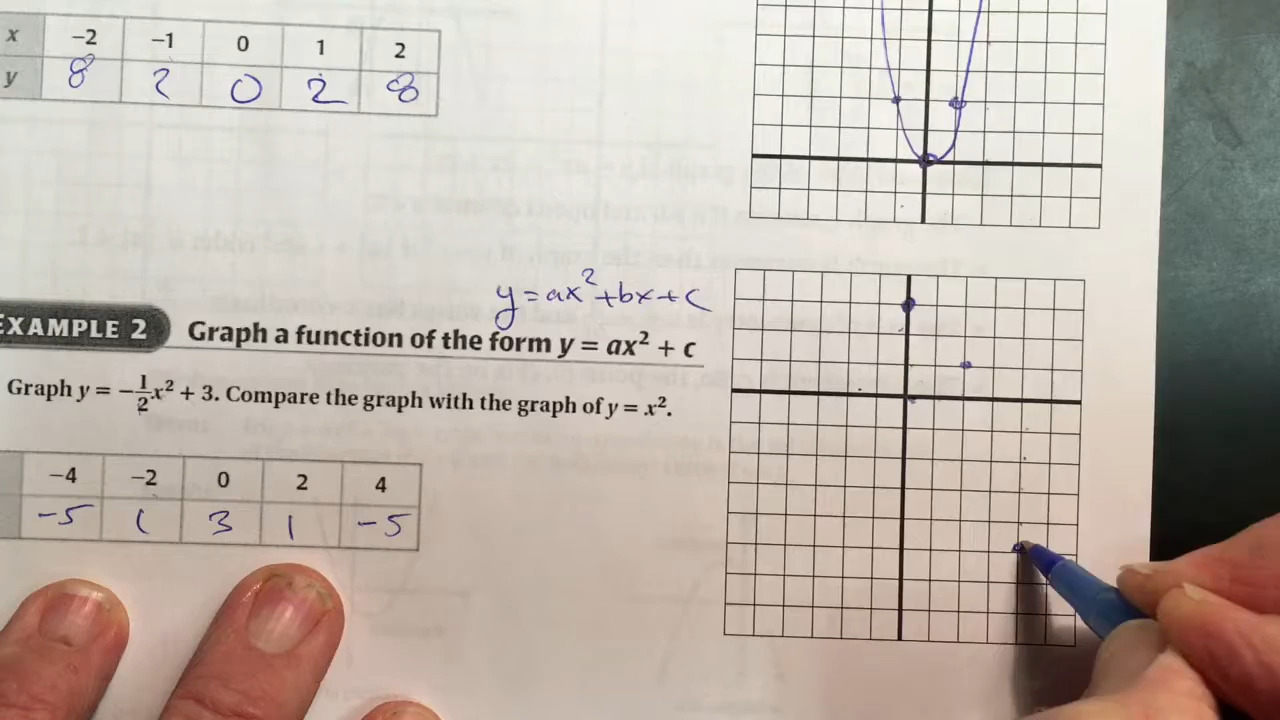 x -2 -1 0 1 2
y 8 2 0 2 8
y = ax² + bx + c
EXAMPLE 2 Graph a function of the form y = ax² + c
Graph y = -1/2x² + 3. Compare the graph with the graph of y = x².
-4 -2 0 2 4
-5 1 3 1 -5